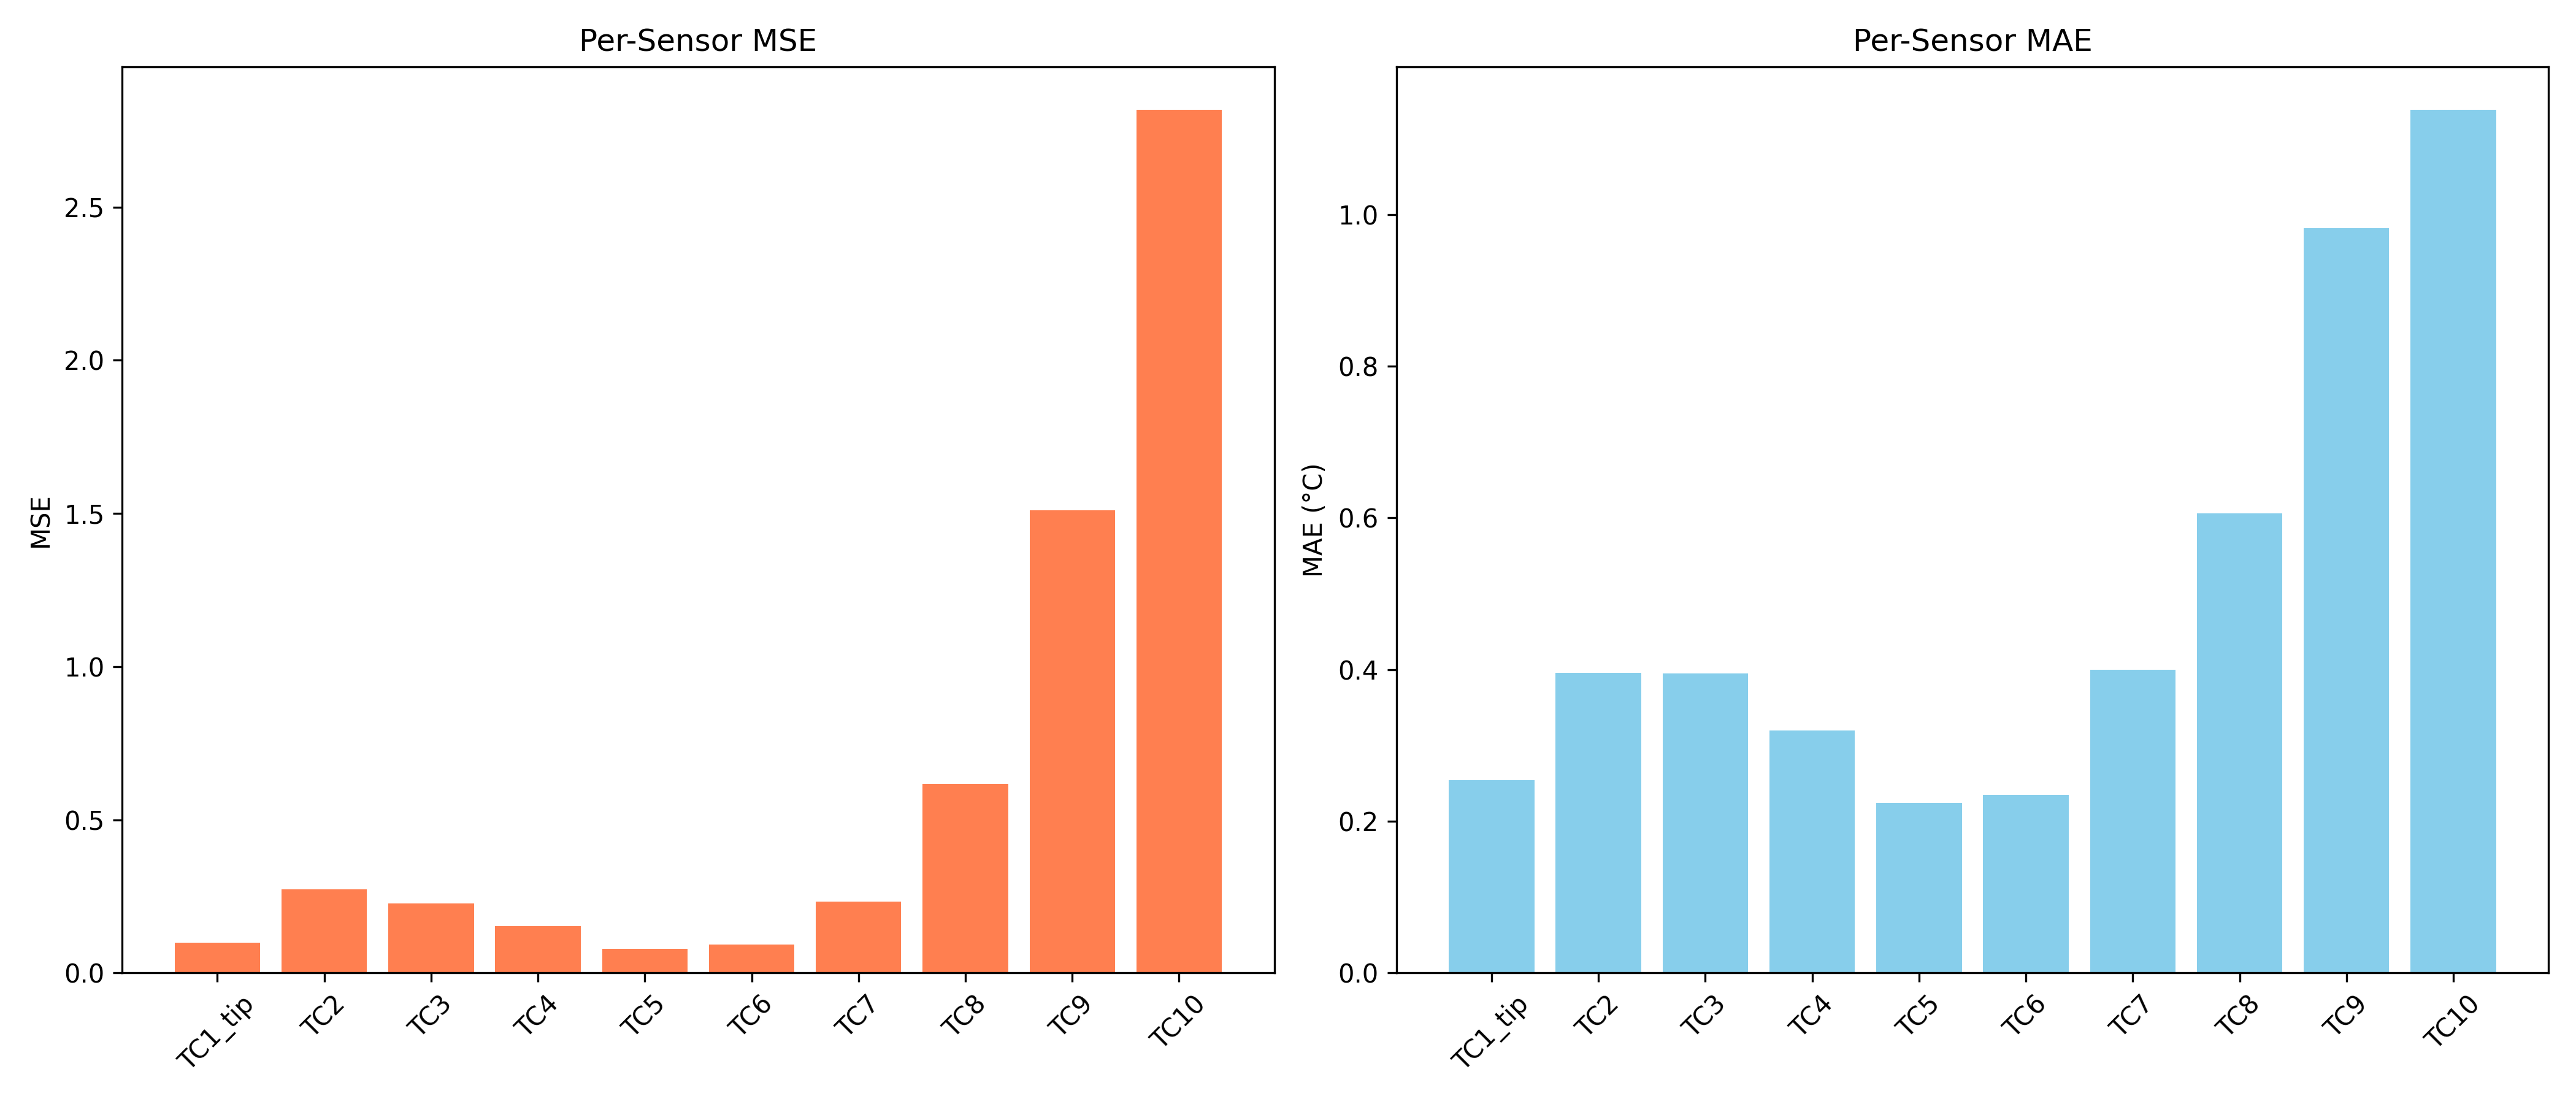 Per-Sensor MSE
MSE
2.5
2.0
1.5
1.0
0.5
0.0
TC1_tip
TC2
TC3
TC4
TC5
TC6
TC7
TC8
TC9
TC10
Per-Sensor MAE
MAE (°C)
1.0
0.8
0.6
0.4
0.2
0.0
TC1_tip
TC2
TC3
TC4
TC5
TC6
TC7
TC8
TC9
TC10